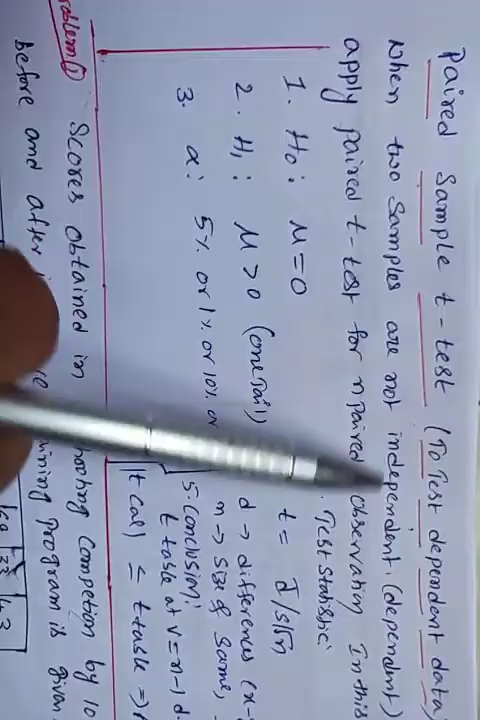 Paired Sample t-test (To Test dependent data)
When two samples are not independent. (dependent)
apply paired t-test for n paired observation In this
1. H₀: μ=0
2. H₁: μ>0 (one Tail)
3. α: 5% or 1% or 10% or
Test statistic:
t = d̄/s/√n
d → differences (x-
n → size of same,
5. Conclusion:
t table at v=n-1 d.
|t cal| ≤ t table ⇒
Problem ① Scores obtained in shooting Competion by 10
before and after training program is given